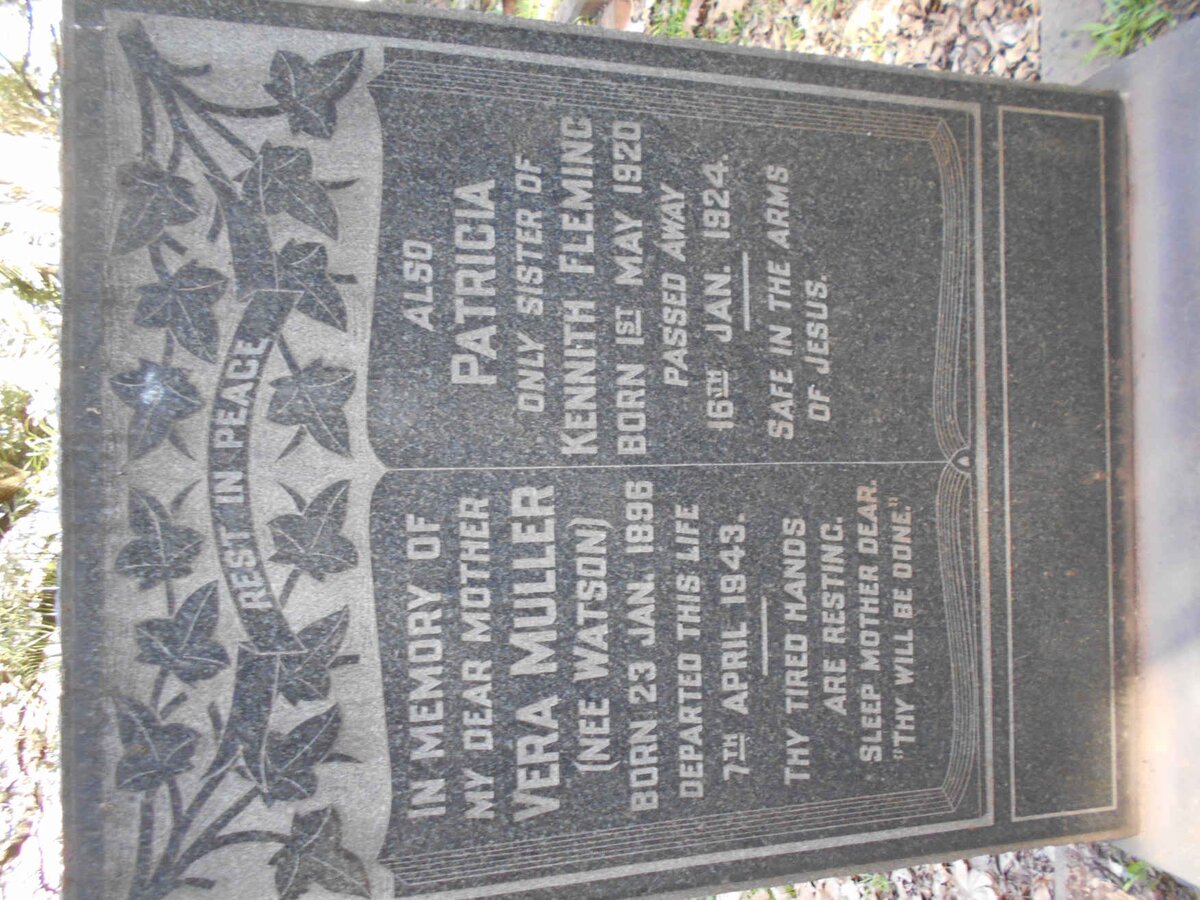 REST IN PEACE
IN MEMORY OF
MY DEAR MOTHER
VERA MULLER
(NEE WATSON)
BORN 23 JAN. 1886
DEPARTED THIS LIFE
7TH APRIL 1943.
THY TIRED HANDS
ARE RESTING.
SLEEP MOTHER DEAR.
"THY WILL BE DONE."
ALSO
PATRICIA
ONLY SISTER OF
KENNITH FLEMING
BORN 1ST MAY 1920
PASSED AWAY
16TH JAN. 1924.
SAFE IN THE ARMS
OF JESUS.